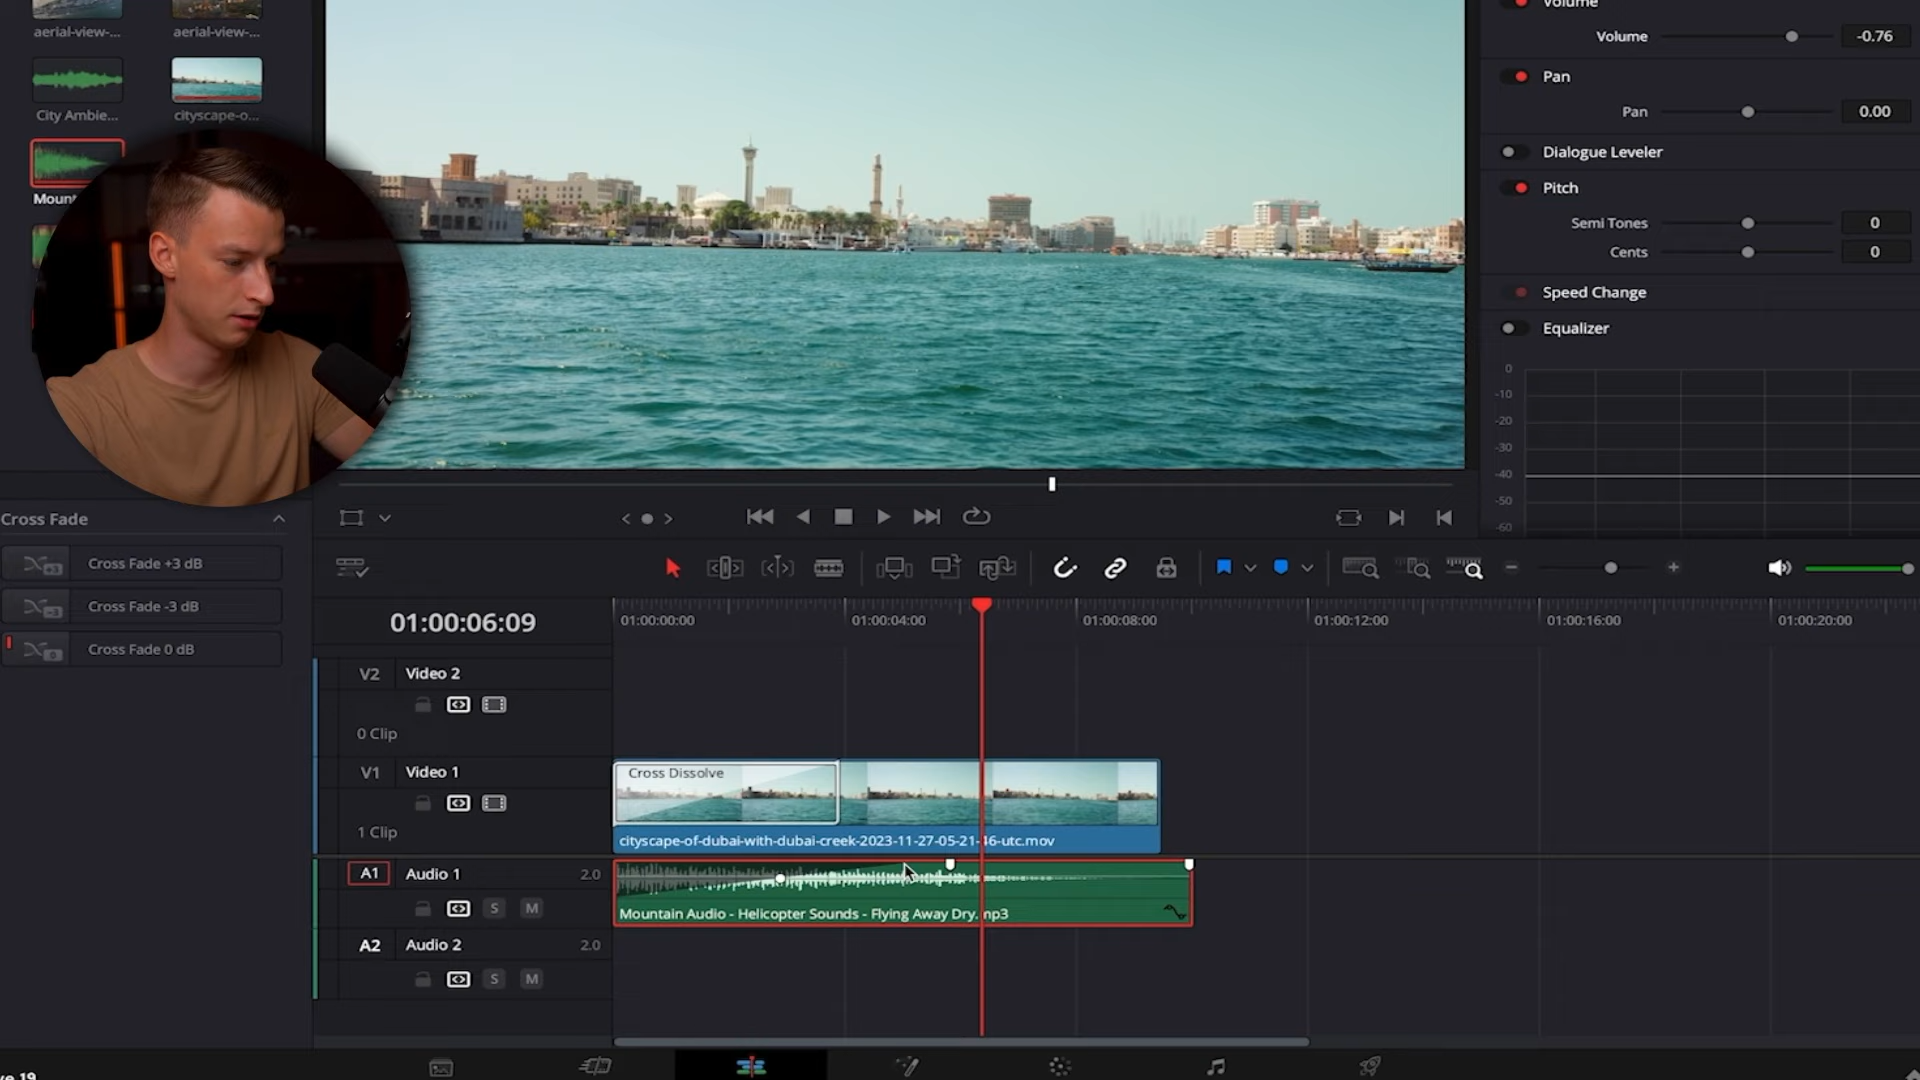 aerial-view-...
aerial-view-...
City Ambie...
cityscape-o...
Mount
Volume
Volume
-0.76
Pan
Pan
0.00
Dialogue Leveler
Pitch
Semi Tones
0
Cents
0
Speed Change
Equalizer
0
-10
-20
-30
-40
-50
-60
Cross Fade
Cross Fade +3 dB
Cross Fade -3 dB
Cross Fade 0 dB
+3
-3
0
01:00:06:09
01:00:00:00
01:00:04:00
01:00:08:00
01:00:12:00
01:00:16:00
01:00:20:00
V2
Video 2
0 Clip
V1
Video 1
1 Clip
Cross Dissolve
cityscape-of-dubai-with-dubai-creek-2023-11-27-05-21-46-utc.mov
A1
Audio 1
2.0
S
M
Mountain Audio - Helicopter Sounds - Flying Away Dry.mp3
A2
Audio 2
2.0
S
M